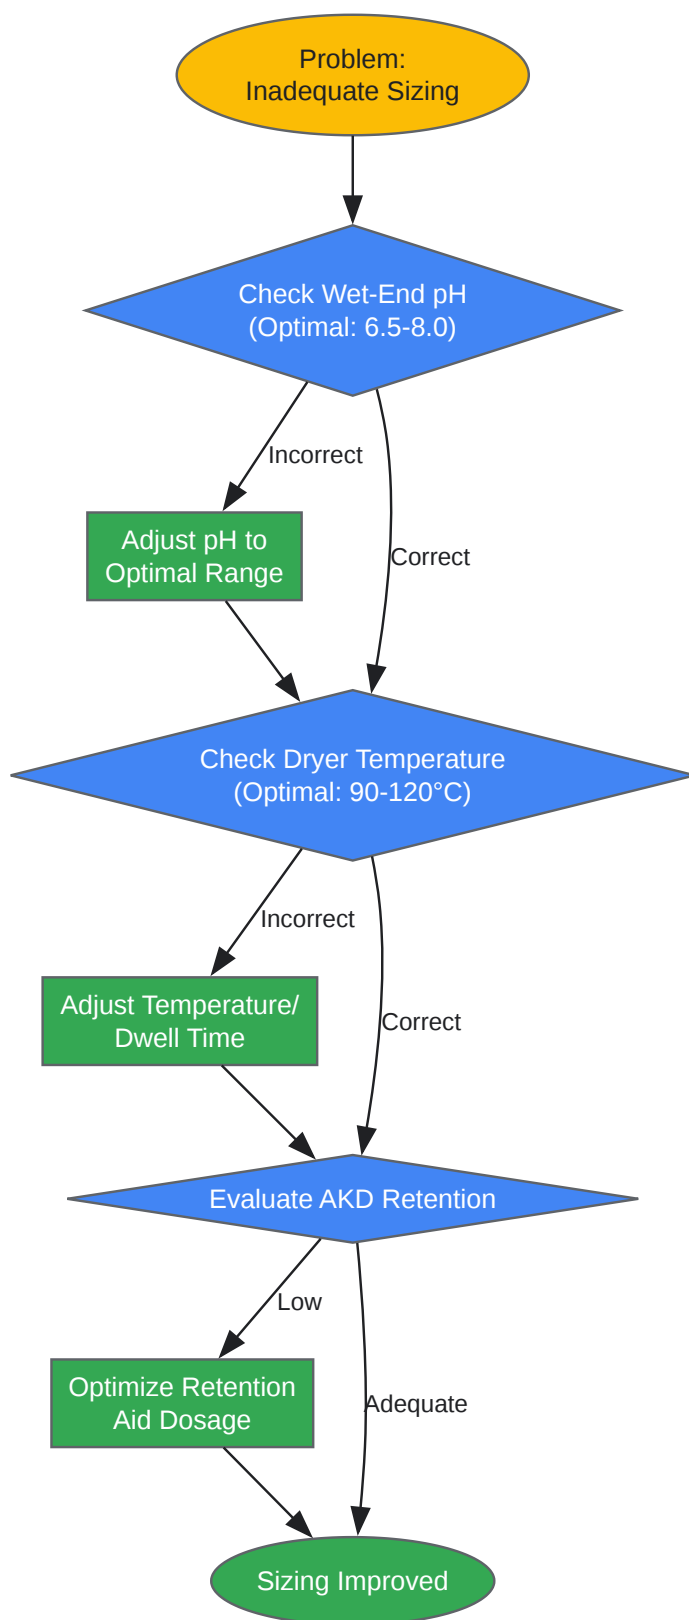 Problem:
Inadequate Sizing
Check Wet-End pH
(Optimal: 6.5-8.0)
Incorrect
Adjust pH to
Optimal Range
Correct
Check Dryer Temperature
(Optimal: 90-120°C)
Incorrect
Adjust Temperature/
Dwell Time
Correct
Evaluate AKD Retention
Low
Optimize Retention
Aid Dosage
Adequate
Sizing Improved